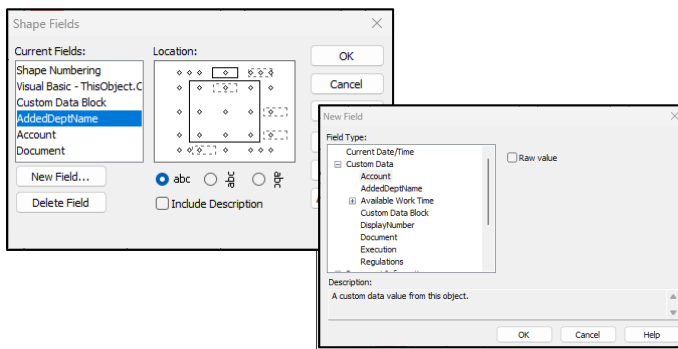 Shape Fields
Current Fields:
Location:
Shape Numbering
Visual Basic - ThisObject.C
Custom Data Block
AddedDeptName
Account
Document
OK
Cancel
New Field...
Delete Field
abc
abc
abc
Include Description
New Field
Field Type:
Current Date/Time
Custom Data
Account
AddedDeptName
Available Work Time
Custom Data Block
DisplayNumber
Document
Execution
Regulations
Raw value
Description:
A custom data value from this object.
OK
Cancel
Help